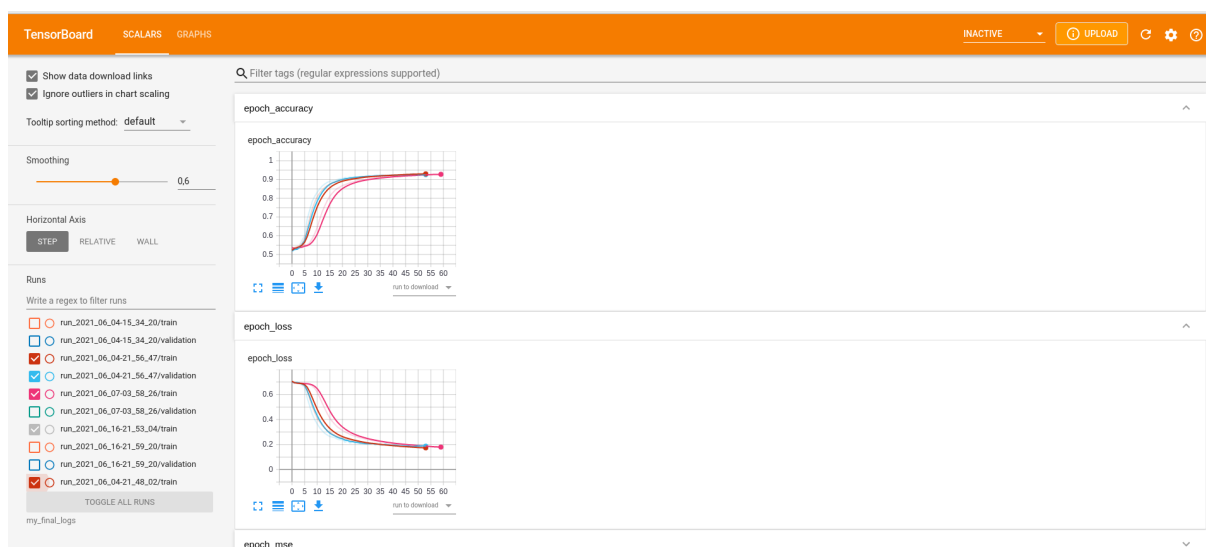 TensorBoard SCALARS GRAPHS INACTIVE UPLOAD
Show data download links
Ignore outliers in chart scaling
Tooltip sorting method: default
Smoothing
0,6
Horizontal Axis
STEP RELATIVE WALL
Runs
Write a regex to filter runs
run_2021_06_04-15_34_20/train
run_2021_06_04-15_34_20/validation
run_2021_06_04-21_56_47/train
run_2021_06_04-21_56_47/validation
run_2021_06_07-03_58_26/train
run_2021_06_07-03_58_26/validation
run_2021_06_16-21_53_04/train
run_2021_06_16-21_59_20/train
run_2021_06_16-21_59_20/validation
run_2021_06_04-21_48_02/train
TOGGLE ALL RUNS
my_final_logs
Filter tags (regular expressions supported)
epoch_accuracy
epoch_accuracy
1
0.9
0.8
0.7
0.6
0.5
0 5 10 15 20 25 30 35 40 45 50 55 60
run to download
epoch_loss
epoch_loss
0.6
0.4
0.2
0
0 5 10 15 20 25 30 35 40 45 50 55 60
run to download
epoch_mse